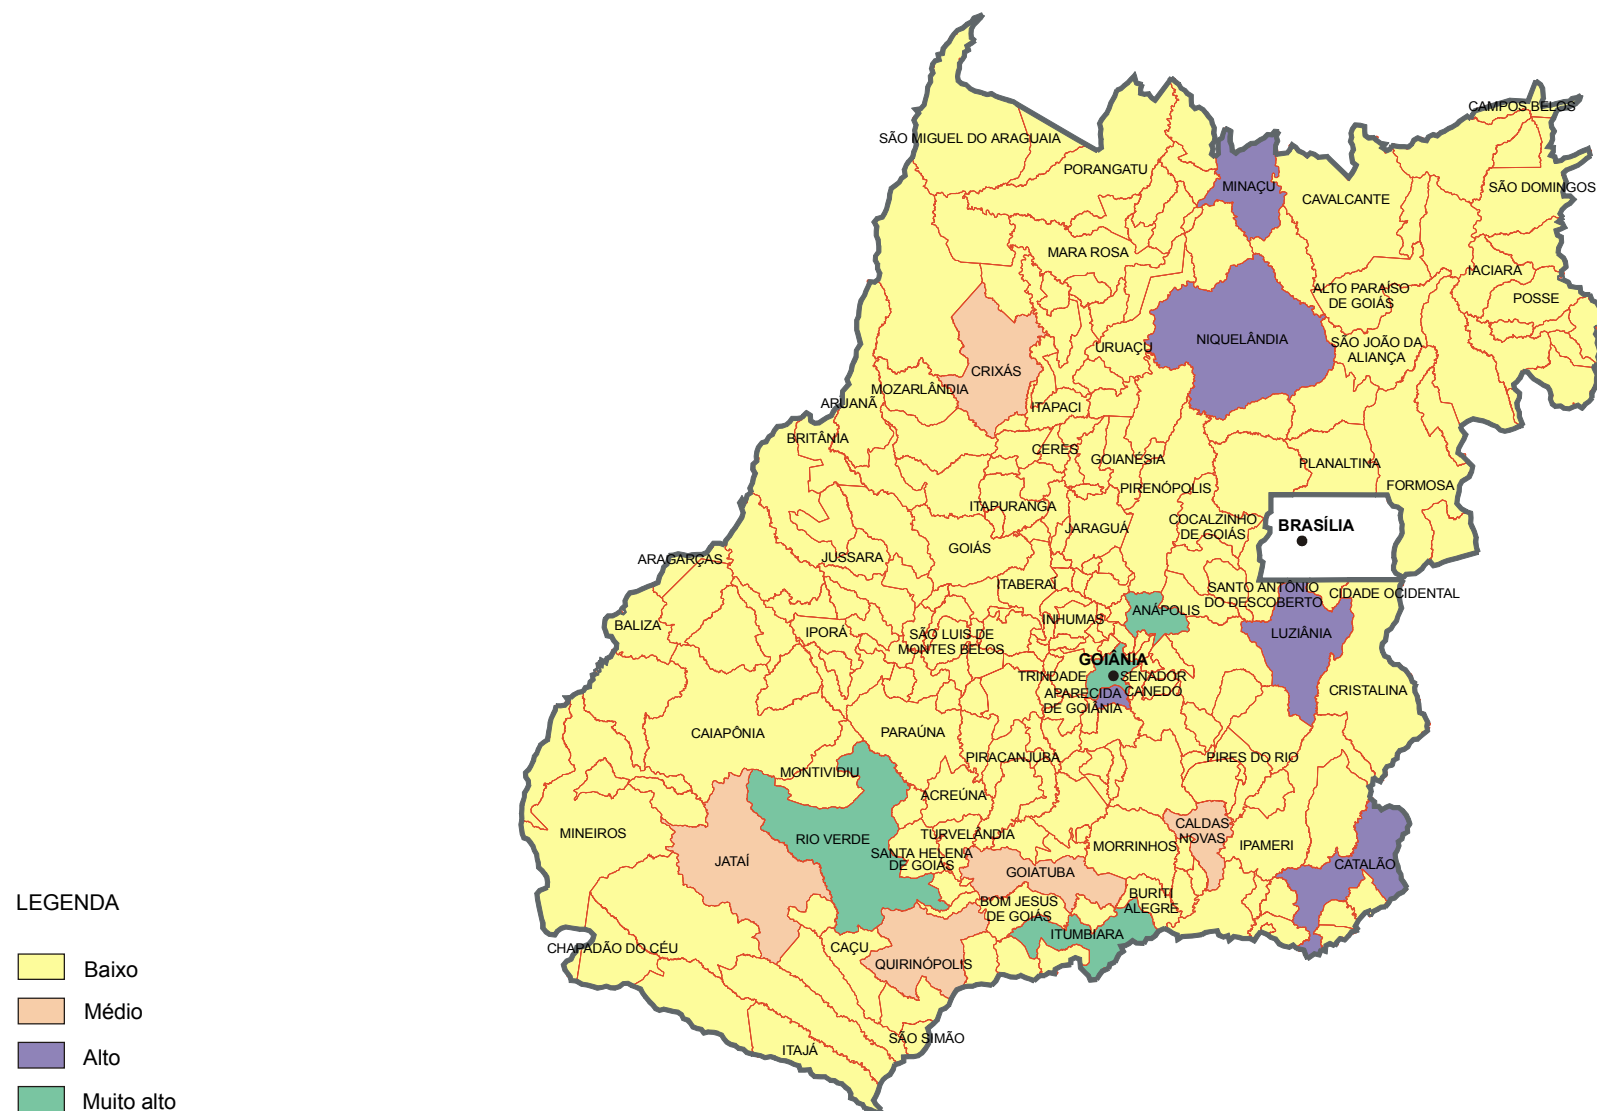 CAMPOS BELOS
SÃO MIGUEL DO ARAGUAIA
PORANGATU
MINAÇU
CAVALCANTE
SÃO DOMINGOS
MARA ROSA
IACIARA
ALTO PARAÍSO
DE GOIÁS
POSSE
URUAÇU
NIQUELÂNDIA
SÃO JOÃO DA
ALIANÇA
CRIXÁS
MOZARLÂNDIA
ARUANÃ
ITAPACI
BRITÂNIA
CERES
GOIANÉSIA
PLANALTINA
PIRENÓPOLIS
FORMOSA
ITAPURANGA
JARAGUÁ
COCALZINHO
DE GOIÁS
BRASÍLIA
GOIÁS
ARAGARÇAS
JUSSARA
ITABERAÍ
SANTO ANTÔNIO
DO DESCOBERTO
CIDADE OCIDENTAL
ANÁPOLIS
INHUMAS
BALIZA
IPORÁ
SÃO LUIS DE
MONTES BELOS
LUZIÂNIA
GOIÂNIA
TRINDADE
SENADOR
CANEDO
APARECIDA
DE GOIÂNIA
CRISTALINA
CAIAPÔNIA
PARAÚNA
PIRACANJUBA
PIRES DO RIO
MONTIVIDIU
ACREÚNA
MINEIROS
RIO VERDE
TURVELÂNDIA
CALDAS
NOVAS
MORRINHOS
IPAMERI
JATAÍ
SANTA HELENA
DE GOIÁS
GOIATUBA
CATALÃO
BURITI
ALEGRE
BOM JESUS
DE GOIÁS
ITUMBIARA
CHAPADÃO DO CÉU
CAÇU
QUIRINÓPOLIS
SÃO SIMÃO
ITAJÁ
LEGENDA
Baixo
Médio
Alto
Muito alto